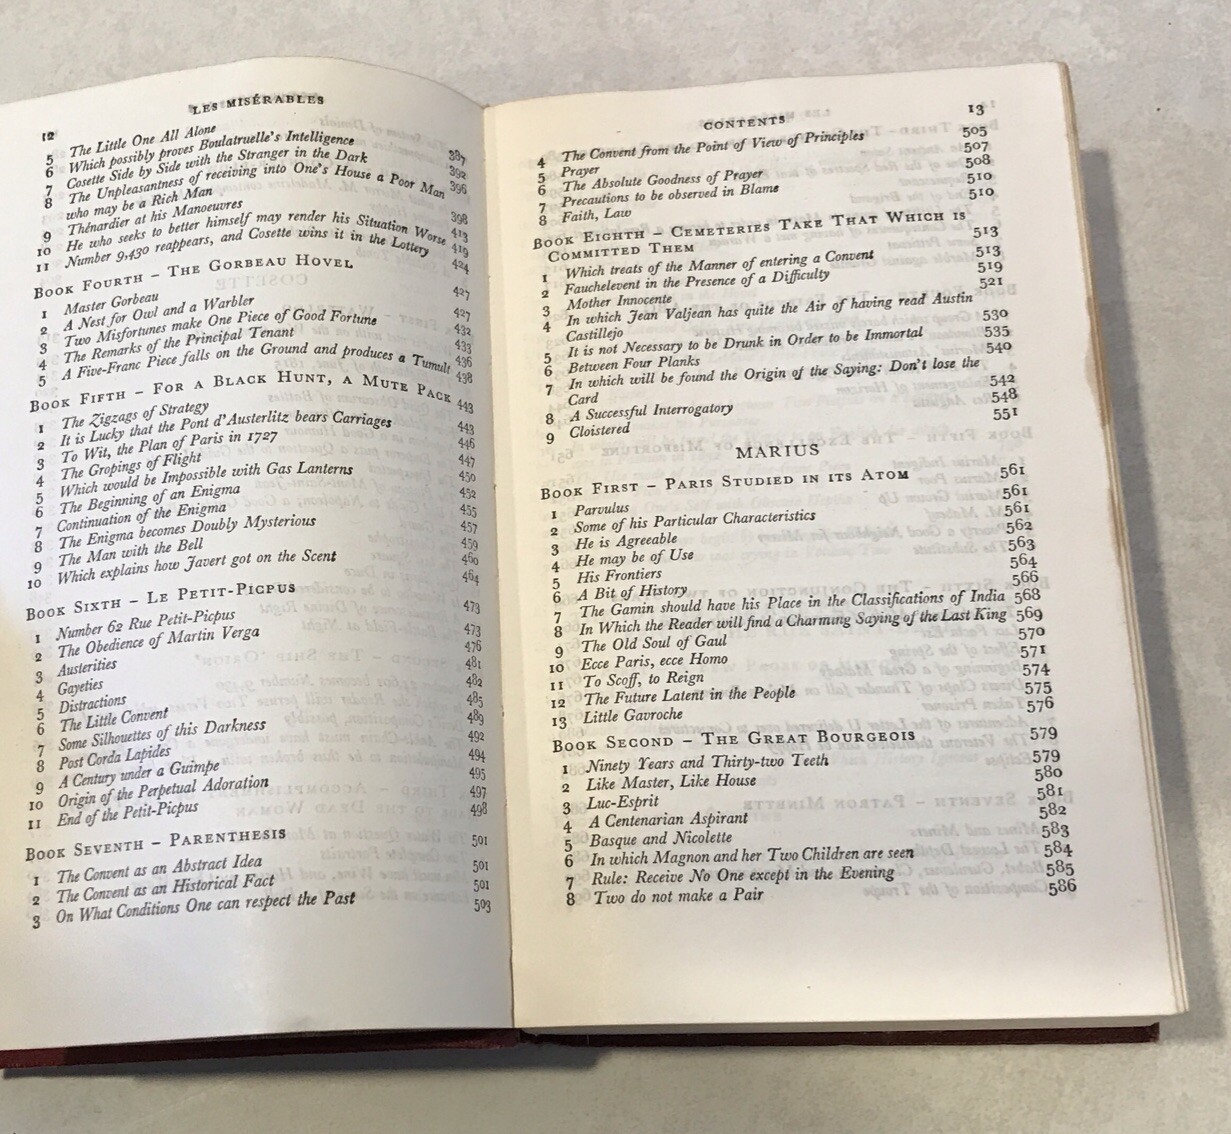 12 LES MISÉRABLES
5 The Little One All Alone 387
6 Which possibly proves Boulatruelle's Intelligence 392
7 Cosette Side by Side with the Stranger in the Dark 396
8 The Unpleasantness of receiving into One's House a Poor Man
who may be a Rich Man 398
9 Thénardier at his Manoeuvres 413
10 He who seeks to better himself may render his Situation Worse 419
11 Number 9,430 reappears, and Cosette wins it in the Lottery 424
BOOK FOURTH – THE GORBEAU HOVEL 427
1 Master Gorbeau 427
2 A Nest for Owl and a Warbler 432
3 Two Misfortunes make One Piece of Good Fortune 433
4 The Remarks of the Principal Tenant 436
5 A Five-Franc Piece falls on the Ground and produces a Tumult 438
BOOK FIFTH – FOR A BLACK HUNT, A MUTE PACK 443
1 The Zigzags of Strategy 443
2 It is Lucky that the Pont d'Austerlitz bears Carriages 446
3 To Wit, the Plan of Paris in 1727 447
4 The Gropings of Flight 450
5 Which would be Impossible with Gas Lanterns 452
6 The Beginning of an Enigma 455
7 Continuation of the Enigma 457
8 The Enigma becomes Doubly Mysterious 459
9 The Man with the Bell 460
10 Which explains how Javert got on the Scent 464
BOOK SIXTH – LE PETIT-PICPUS 473
1 Number 62 Rue Petit-Picpus 473
2 The Obedience of Martin Verga 476
3 Austerities 481
4 Gayeties 482
5 Distractions 485
6 The Little Convent 489
7 Some Silhouettes of this Darkness 492
8 Post Corda Lapides 494
9 A Century under a Guimpe 495
10 Origin of the Perpetual Adoration 497
11 End of the Petit-Picpus 498
BOOK SEVENTH – PARENTHESIS 501
1 The Convent as an Abstract Idea 501
2 The Convent as an Historical Fact 501
3 On What Conditions One can respect the Past 503
CONTENTS 13
4 The Convent from the Point of View of Principles 505
5 Prayer 507
6 The Absolute Goodness of Prayer 508
7 Precautions to be observed in Blame 510
8 Faith, Law 510
BOOK EIGHTH – CEMETERIES TAKE THAT WHICH IS
COMMITTED THEM 513
1 Which treats of the Manner of entering a Convent 513
2 Fauchelevent in the Presence of a Difficulty 519
3 Mother Innocente 521
4 In which Jean Valjean has quite the Air of having read Austin
Castillejo 530
5 It is not Necessary to be Drunk in Order to be Immortal 535
6 Between Four Planks 540
7 In which will be found the Origin of the Saying: Don't lose the
Card 542
8 A Successful Interrogatory 548
9 Cloistered 551
MARIUS
BOOK FIRST – PARIS STUDIED IN ITS ATOM 561
1 Parvulus 561
2 Some of his Particular Characteristics 561
3 He is Agreeable 562
4 He may be of Use 563
5 His Frontiers 564
6 A Bit of History 566
7 The Gamin should have his Place in the Classifications of India 568
8 In Which the Reader will find a Charming Saying of the Last King 569
9 The Old Soul of Gaul 570
10 Ecce Paris, ecce Homo 571
11 To Scoff, to Reign 574
12 The Future Latent in the People 575
13 Little Gavroche 576
BOOK SECOND – THE GREAT BOURGEOIS 579
1 Ninety Years and Thirty-two Teeth 579
2 Like Master, Like House 580
3 Luc-Esprit 581
4 A Centenarian Aspirant 582
5 Basque and Nicolette 583
6 In which Magnon and her Two Children are seen 584
7 Rule: Receive No One except in the Evening 585
8 Two do not make a Pair 586